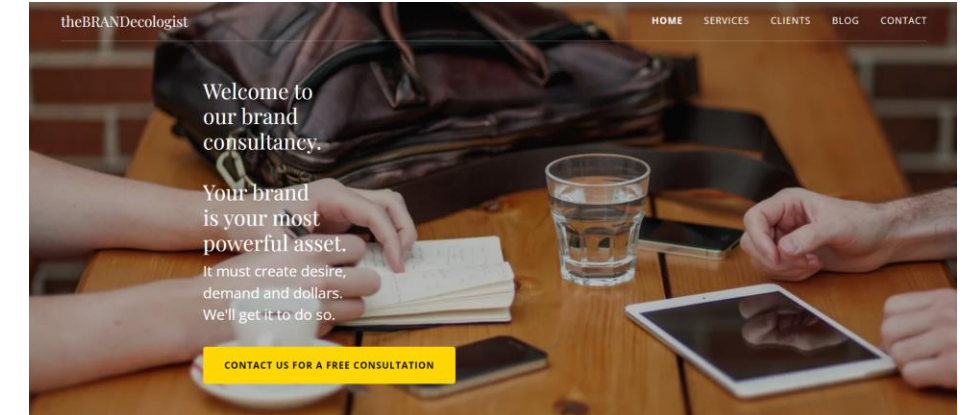 theBRANDecologist
HOME SERVICES CLIENTS BLOG CONTACT
Welcome to
our brand
consultancy.
Your brand
is your most
powerful asset.
It must create desire,
demand and dollars.
We'll get it to do so.
CONTACT US FOR A FREE CONSULTATION